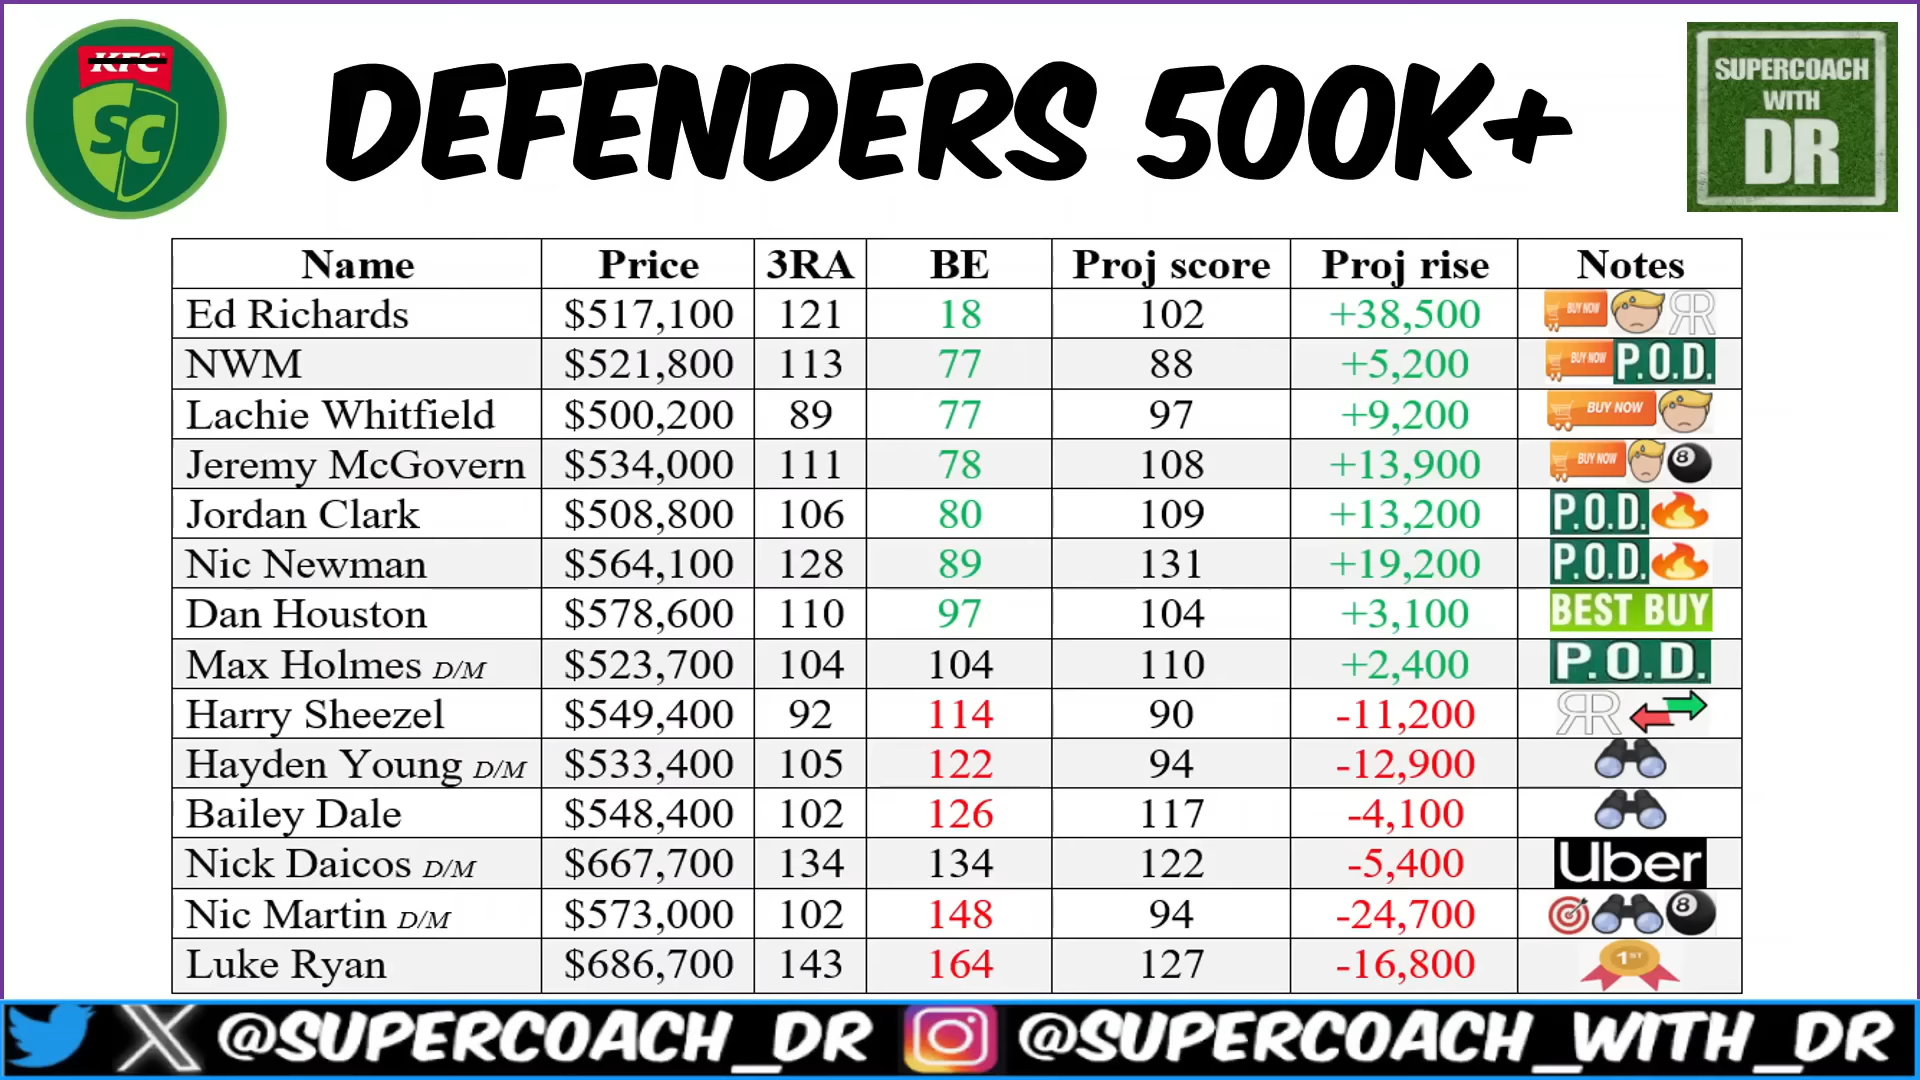 KFC
SC
DEFENDERS 500K+
SUPERCOACH
WITH
DR
Name Price 3RA BE Proj score Proj rise Notes
Ed Richards $517,100 121 18 102 +38,500 BUY NOW RR
NWM $521,800 113 77 88 +5,200 BUY NOW P.O.D.
Lachie Whitfield $500,200 89 77 97 +9,200 BUY NOW
Jeremy McGovern $534,000 111 78 108 +13,900 BUY NOW 8
Jordan Clark $508,800 106 80 109 +13,200 P.O.D.
Nic Newman $564,100 128 89 131 +19,200 P.O.D.
Dan Houston $578,600 110 97 104 +3,100 BEST BUY
Max Holmes D/M $523,700 104 104 110 +2,400 P.O.D.
Harry Sheezel $549,400 92 114 90 -11,200 RR
Hayden Young D/M $533,400 105 122 94 -12,900
Bailey Dale $548,400 102 126 117 -4,100
Nick Daicos D/M $667,700 134 134 122 -5,400 Uber
Nic Martin D/M $573,000 102 148 94 -24,700 8
Luke Ryan $686,700 143 164 127 -16,800 1ST
@SUPERCOACH_DR @SUPERCOACH_WITH_DR